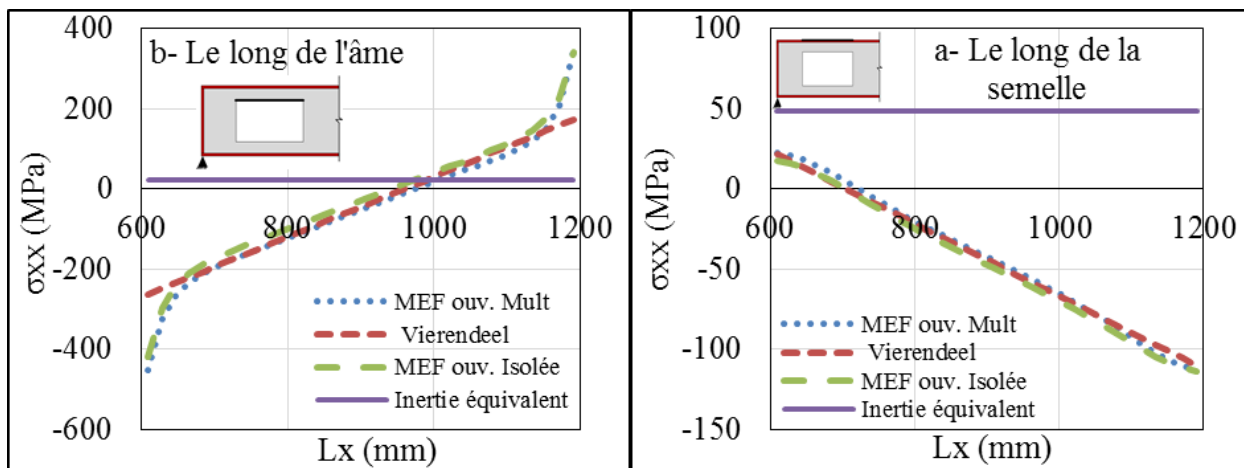 b- Le long de l'âme
400
200
0
-200
-400
-600
600
800
1000
1200
σxx (MPa)
Lx (mm)
MEF ouv. Mult
Vierendeel
MEF ouv. Isolée
Inertie équivalent
a- Le long de la
semelle
100
50
0
-50
-100
-150
600
800
1000
1200
σxx (MPa)
Lx (mm)
MEF ouv. Mult
Vierendeel
MEF ouv. Isolée
Inertie équivalent